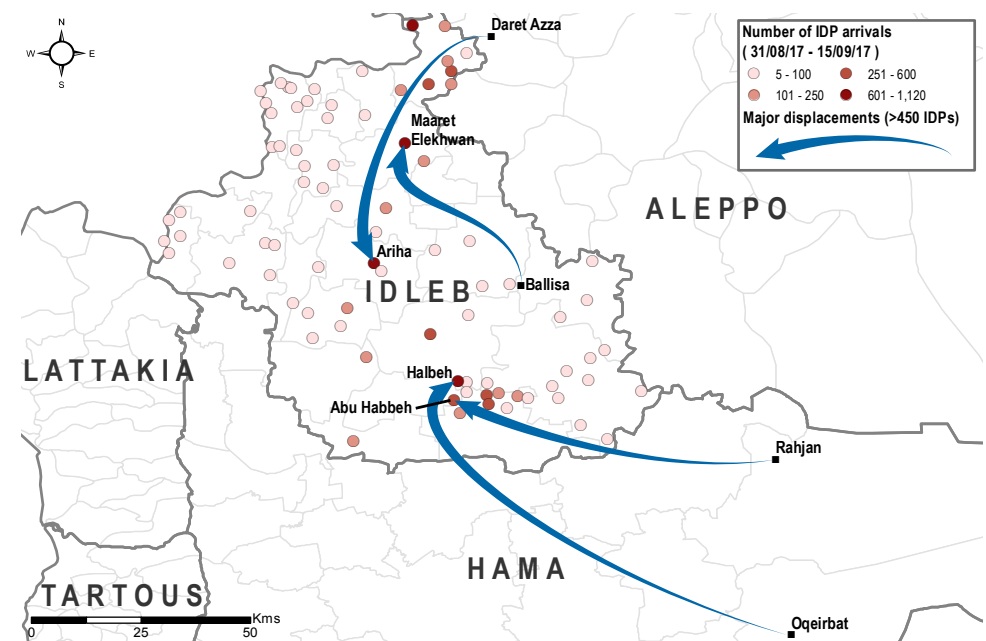 N
W E
S
Daret Azza
Number of IDP arrivals
( 31/08/17 - 15/09/17 )
5 - 100
251 - 600
101 - 250
601 - 1,120
Major displacements (>450 IDPs)
Maaret
Elekhwan
ALEPPO
Ariha
IDLEB
Ballisa
LATTAKIA
Halbeh
Abu Habbeh
Rahjan
HAMA
TARTOUS
Kms
0 25 50
Oqeirbat